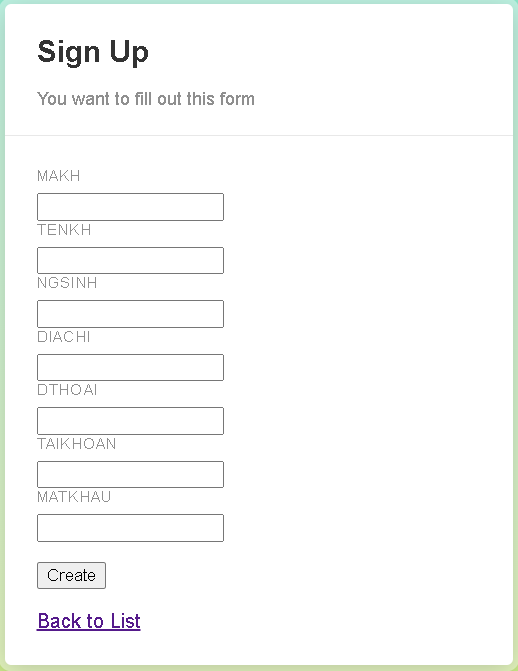 Sign Up
You want to fill out this form
MAKH
TENKH
NGSINH
DIACHI
DTHOAI
TAIKHOAN
MATKHAU
Create
Back to List